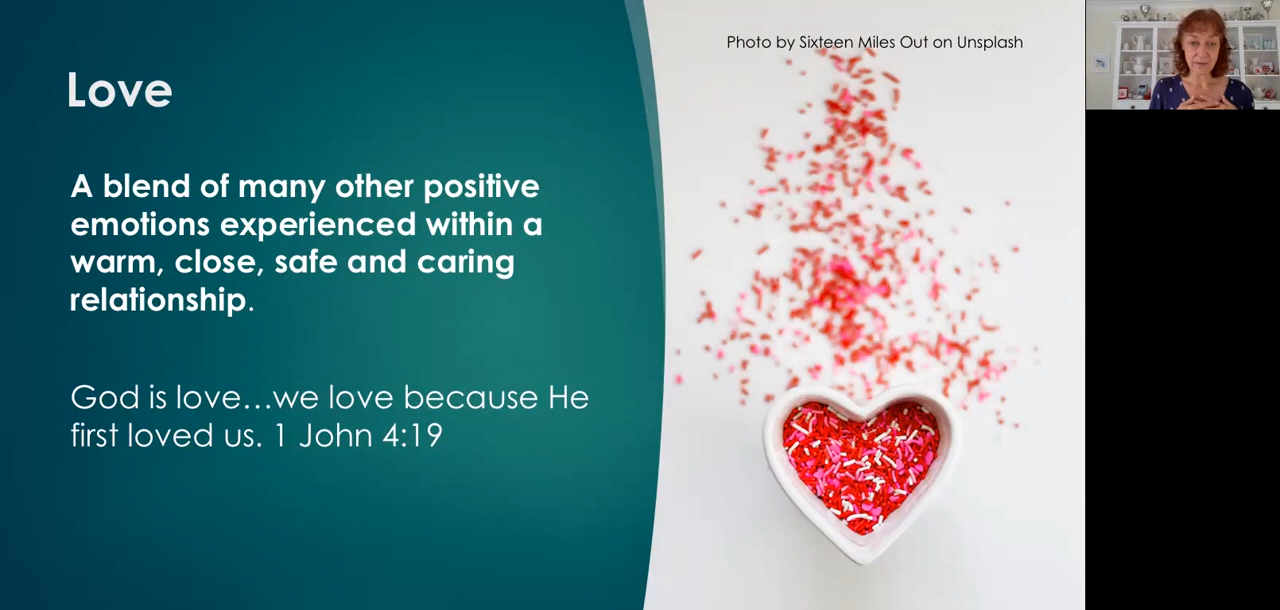 Photo by Sixteen Miles Out on Unsplash
Love
A blend of many other positive
emotions experienced within a
warm, close, safe and caring
relationship.
God is love…we love because He
first loved us. 1 John 4:19